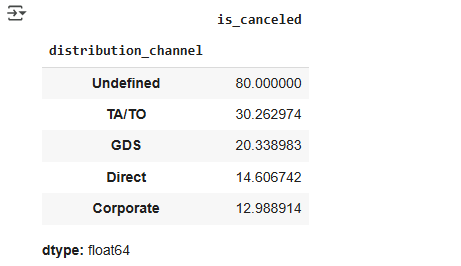 is_canceled
distribution_channel
Undefined 80.000000
TA/TO 30.262974
GDS 20.338983
Direct 14.606742
Corporate 12.988914
dtype: float64